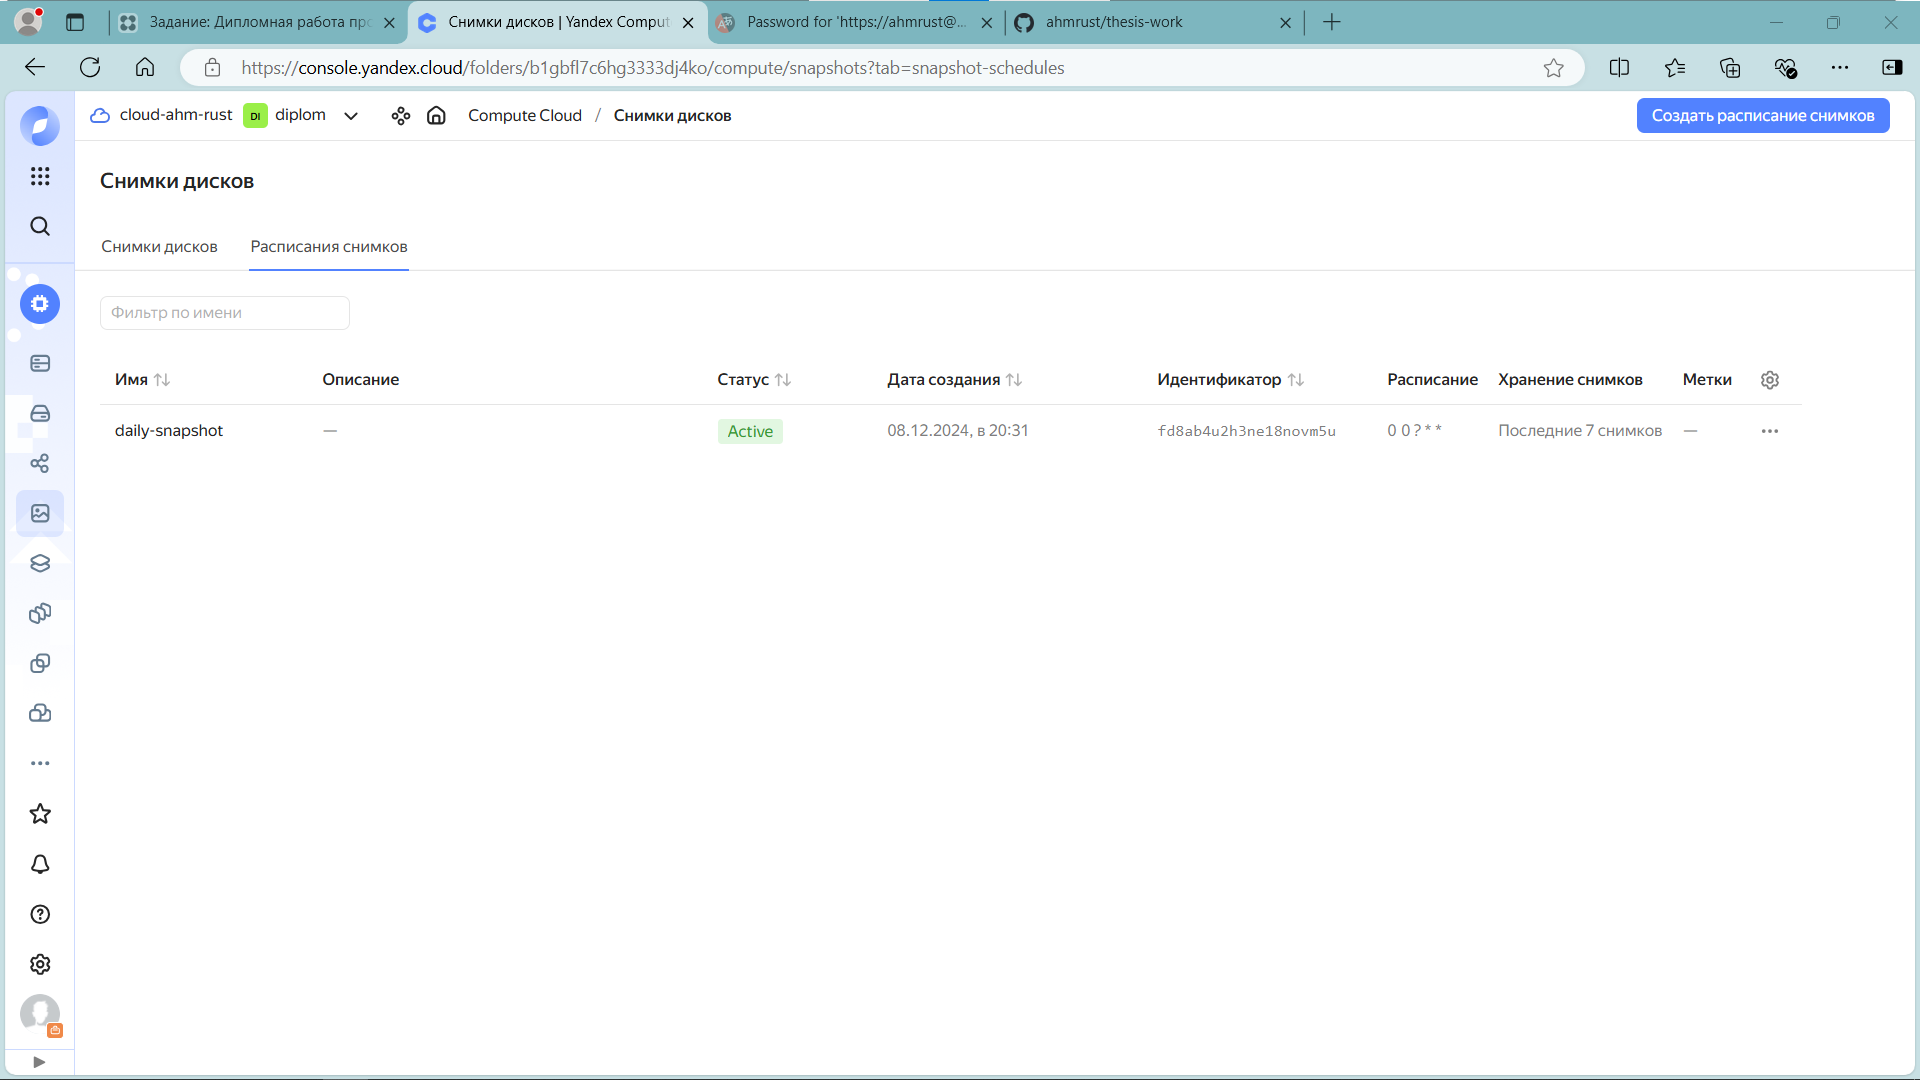 Задание: Дипломная работа про
Снимки дисков | Yandex Comput
Password for 'https://ahmrust@...
ahmrust/thesis-work
https://console.yandex.cloud/folders/b1gbfl7c6hg3333dj4ko/compute/snapshots?tab=snapshot-schedules
cloud-ahm-rust DI diplom
Compute Cloud / Снимки дисков
Создать расписание снимков
Снимки дисков
Снимки дисков Расписания снимков
Фильтр по имени
Имя Описание Статус Дата создания Идентификатор Расписание Хранение снимков Метки
daily-snapshot — Active 08.12.2024, в 20:31 fd8ab4u2h3ne18novm5u 0 0 ? * * Последние 7 снимков —